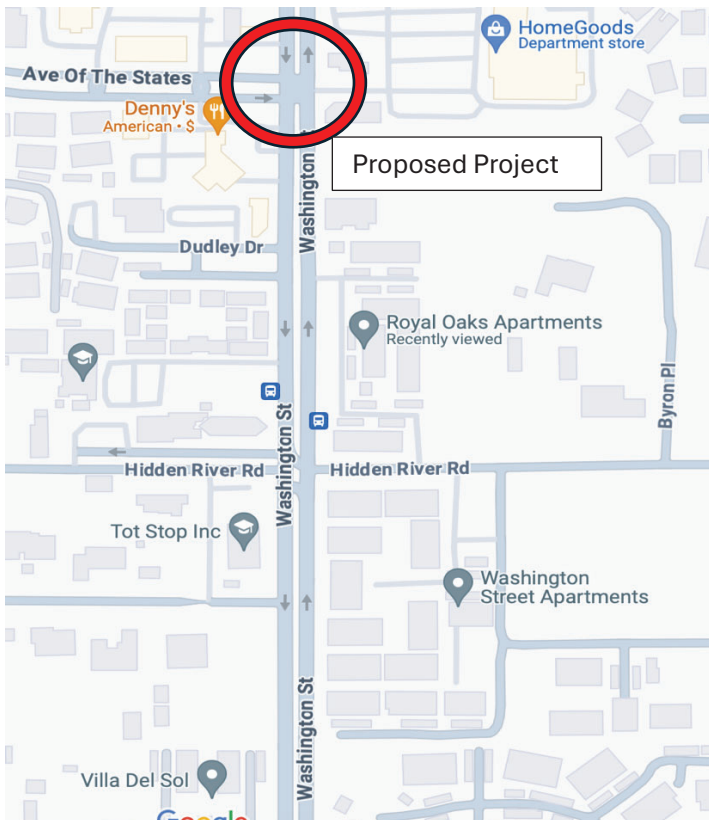 HomeGoods
Department store
Ave Of The States
Denny's
American • $
Washington St
Proposed Project
Dudley Dr
Royal Oaks Apartments
Recently viewed
Byron Pl
Washington St
Hidden River Rd
Hidden River Rd
Tot Stop Inc
Washington
Street Apartments
Washington St
Villa Del Sol
Google